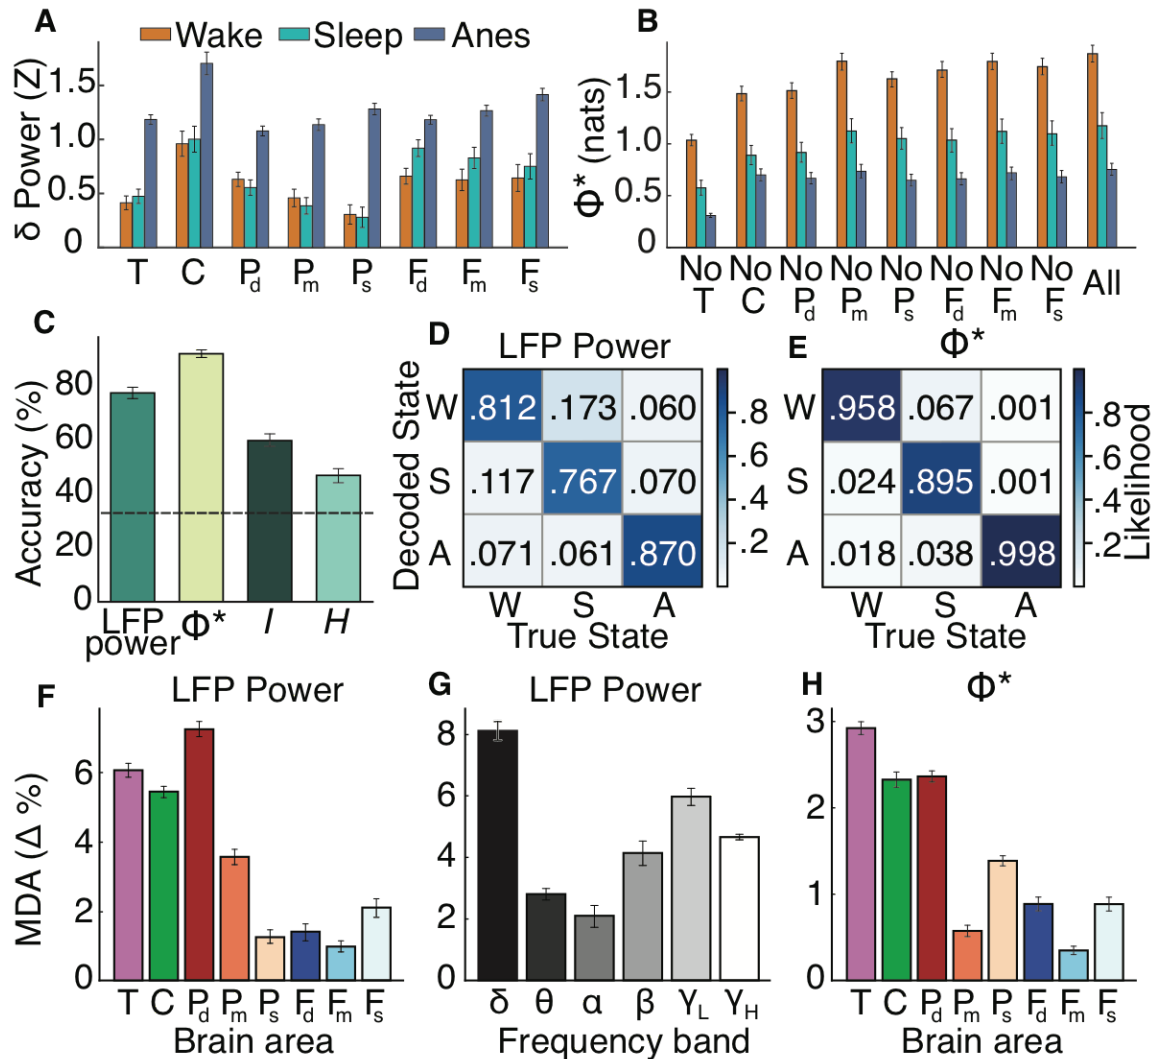 A
Wake Sleep Anes
δ Power (Z)
1.5
1.0
0.5
0
T C Pd Pm Ps Fd Fm Fs
B
Φ* (nats)
1.5
1.0
0.5
0
No No No No No No No No All
T C Pd Pm Ps Fd Fm Fs
C
Accuracy (%)
80
60
40
20
0
LFP power Φ* I H
D
LFP Power
Decoded State
W .812 .173 .060
S .117 .767 .070
A .071 .061 .870
W S A
True State
.8
.6
.4
.2
E
Φ*
W .958 .067 .001
S .024 .895 .001
A .018 .038 .998
W S A
True State
.8
.6
.4
.2
Likelihood
F
LFP Power
MDA (Δ %)
6
4
2
0
T C Pd Pm Ps Fd Fm Fs
Brain area
G
LFP Power
8
6
4
2
0
δ θ α β γL γH
Frequency band
H
Φ*
3
2
1
0
T C Pd Pm Ps Fd Fm Fs
Brain area